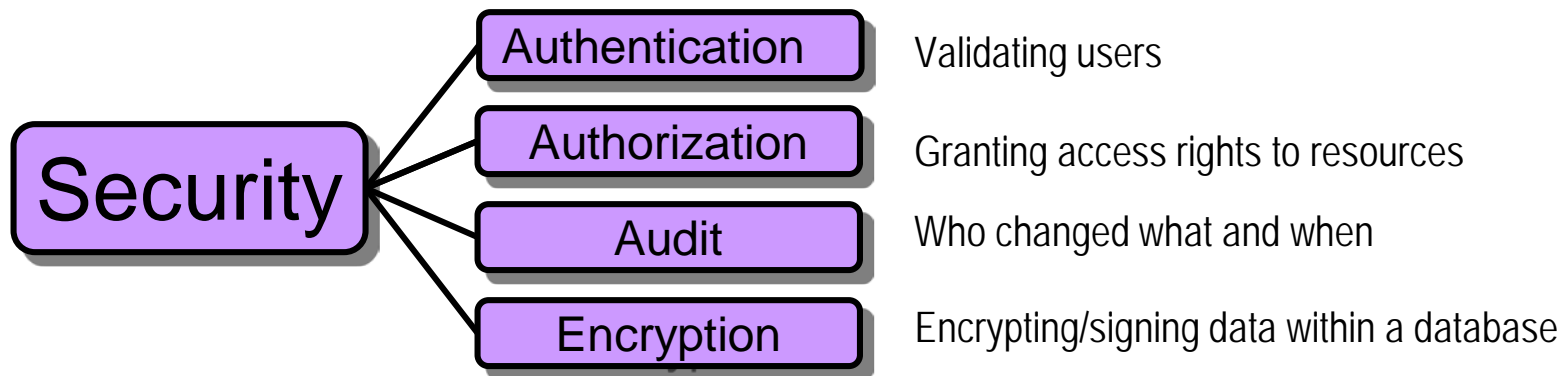 Security
Authentication
Validating users
Authorization
Granting access rights to resources
Audit
Who changed what and when
Encryption
Encrypting/signing data within a database